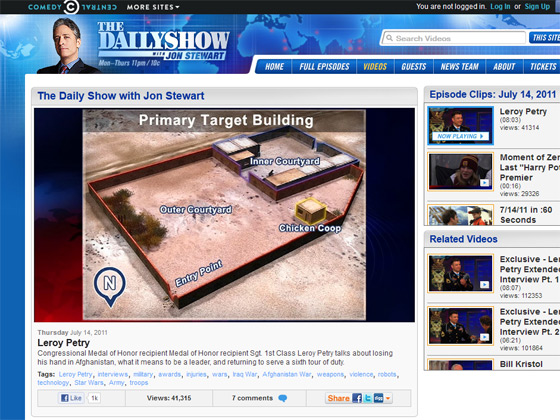 COMEDY CENTRAL MORE SITES
You are not logged in. Log In or Sign Up
THE
DAILY SHOW
WITH JON STEWART
Mon-Thurs 11pm / 10c
Search Videos
THIS SITE
HOME FULL EPISODES VIDEOS GUESTS NEWS TEAM ABOUT TICKETS
The Daily Show with Jon Stewart
Primary Target Building
Inner Courtyard
Outer Courtyard
Chicken Coop
Entry Point
N
Thursday July 14, 2011
Leroy Petry
Congressional Medal of Honor recipient Medal of Honor recipient Sgt. 1st Class Leroy Petry talks about losing
his hand in Afghanistan, what it means to be a leader, and returning to serve a sixth tour of duty.
Tags: Leroy Petry, interviews, military, awards, injuries, wars, Iraq War, Afghanistan War, weapons, violence, robots,
technology, Star Wars, Army, troops
Like 1k
Views: 41,315
7 comments
Share
digg
Episode Clips: July 14, 2011
NOW PLAYING
Leroy Petry
(08:03)
views: 41314
Moment of Zen
Last "Harry Pot
Premier
(00:16)
views: 29326
7/14/11 in :60
Seconds
Related Videos
Exclusive - Ler
Petry Extended
Interview Pt. 1
(08:07)
views: 112353
Exclusive - Ler
Petry Extended
Interview Pt. 2
(06:21)
views: 101864
Bill Kristol